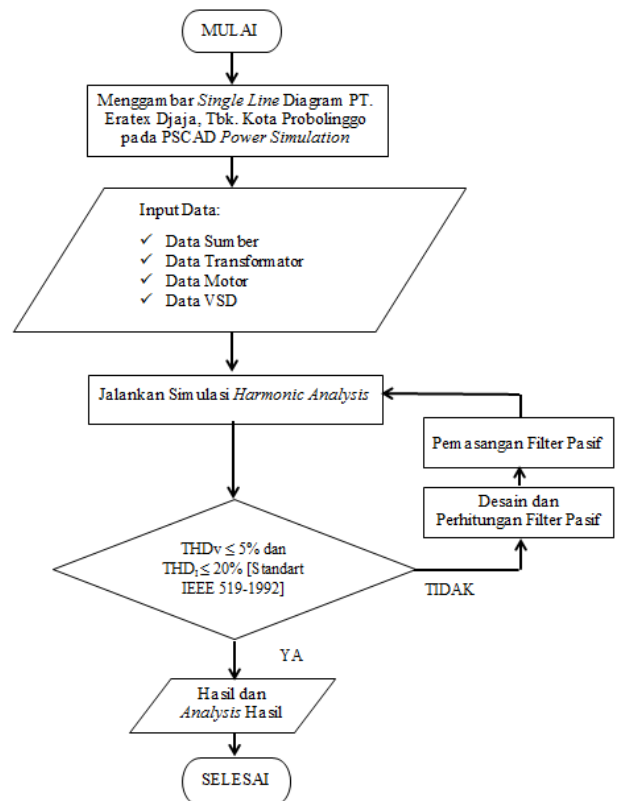 MULAI
Menggambar Single Line Diagram PT.
Eratex Djaja, Tbk. Kota Probolinggo
pada PSCAD Power Simulation
Input Data:
✓ Data Sumber
✓ Data Transformator
✓ Data Motor
✓ Data VSD
Jalankan Simulasi Harmonic Analysis
Pemasangan Filter Pasif
Desain dan
Perhitungan Filter Pasif
THDv ≤ 5% dan
THDI ≤ 20% [Standart
IEEE 519-1992]
TIDAK
YA
Hasil dan
Analysis Hasil
SELESAI